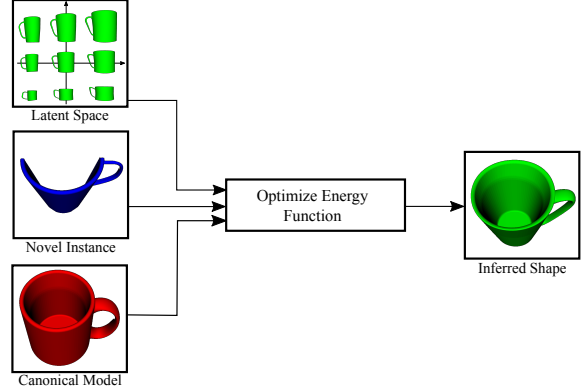 Latent Space
Novel Instance
Canonical Model
Optimize Energy
Function
Inferred Shape